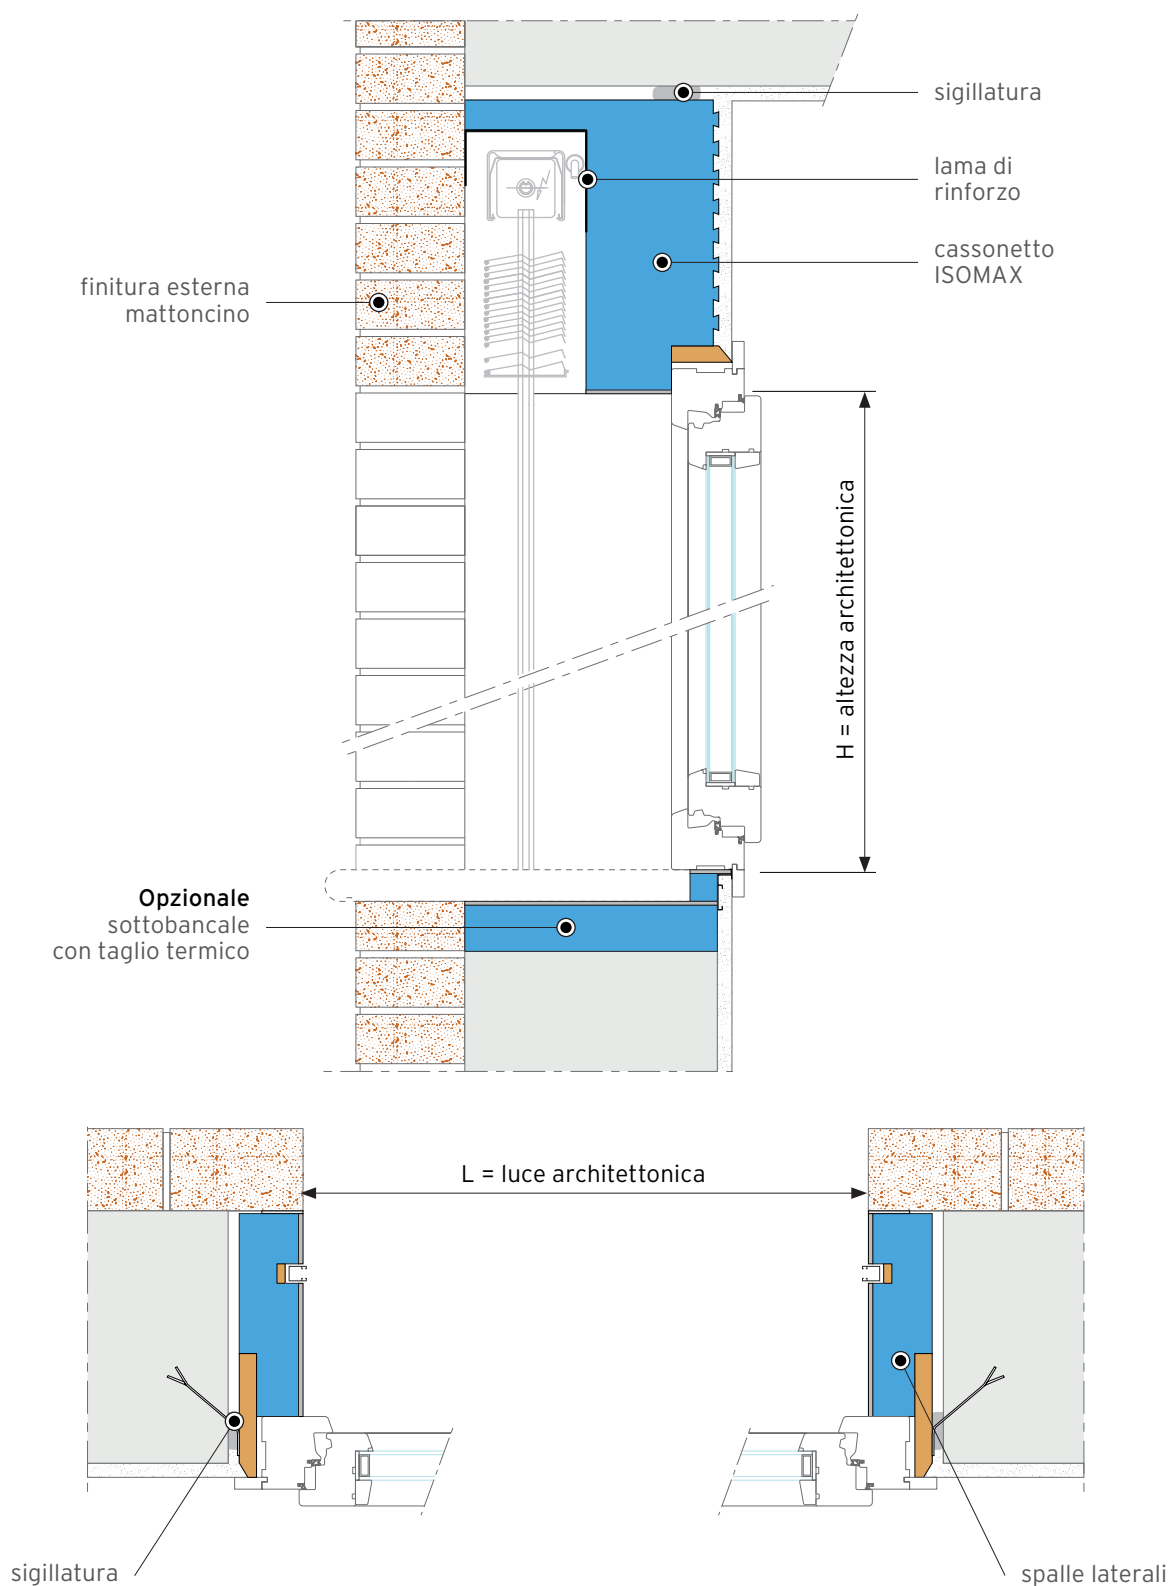 sigillatura
lama di
rinforzo
cassonetto
ISOMAX
finitura esterna
mattoncino
H = altezza architettonica
Opzionale
sottobancale
con taglio termico
L = luce architettonica
sigillatura
spalle laterali